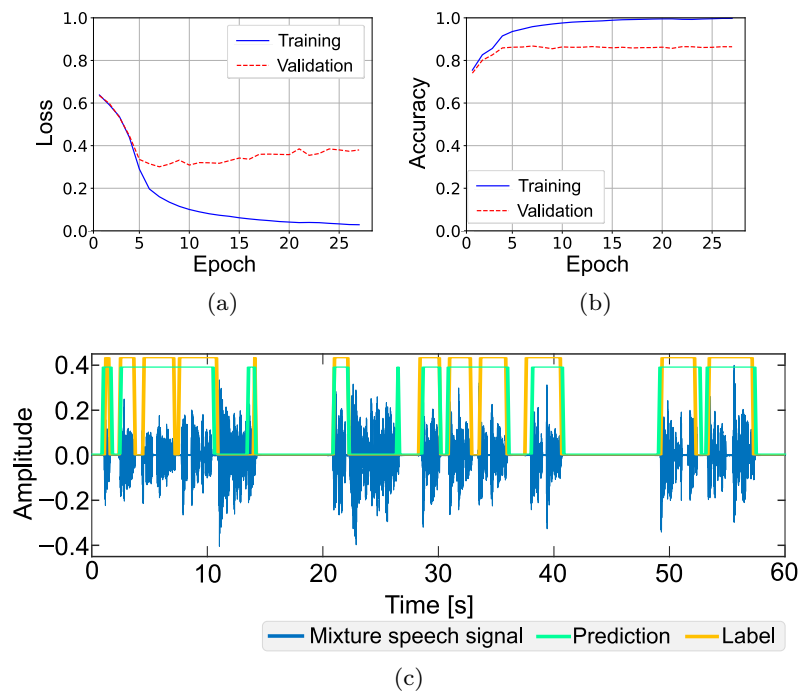 1.0
0.8
0.6
0.4
0.2
0.0
Loss
Training
Validation
0 5 10 15 20 25
Epoch
(a)
1.0
0.8
0.6
0.4
0.2
0.0
Accuracy
Training
Validation
0 5 10 15 20 25
Epoch
(b)
0.4
0.2
0.0
−0.2
−0.4
Amplitude
0 10 20 30 40 50 60
Time [s]
Mixture speech signal Prediction Label
(c)